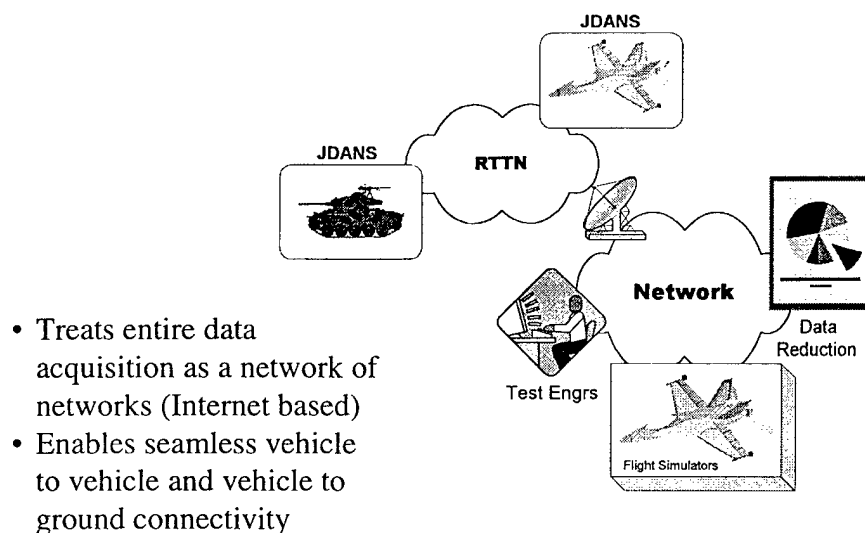 JDANS
JDANS
RTTN
Network
Data
Reduction
Test Engrs
Flight Simulators
• Treats entire data
acquisition as a network of
networks (Internet based)
• Enables seamless vehicle
to vehicle and vehicle to
ground connectivity